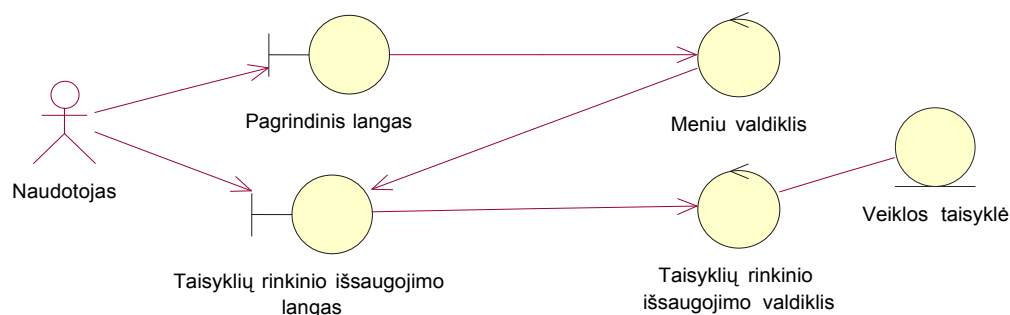 Pagrindinis langas
Meniu valdiklis
Naudotojas
Veiklos taisyklė
Taisyklių rinkinio išsaugojimo
langas
Taisyklių rinkinio
išsaugojimo valdiklis